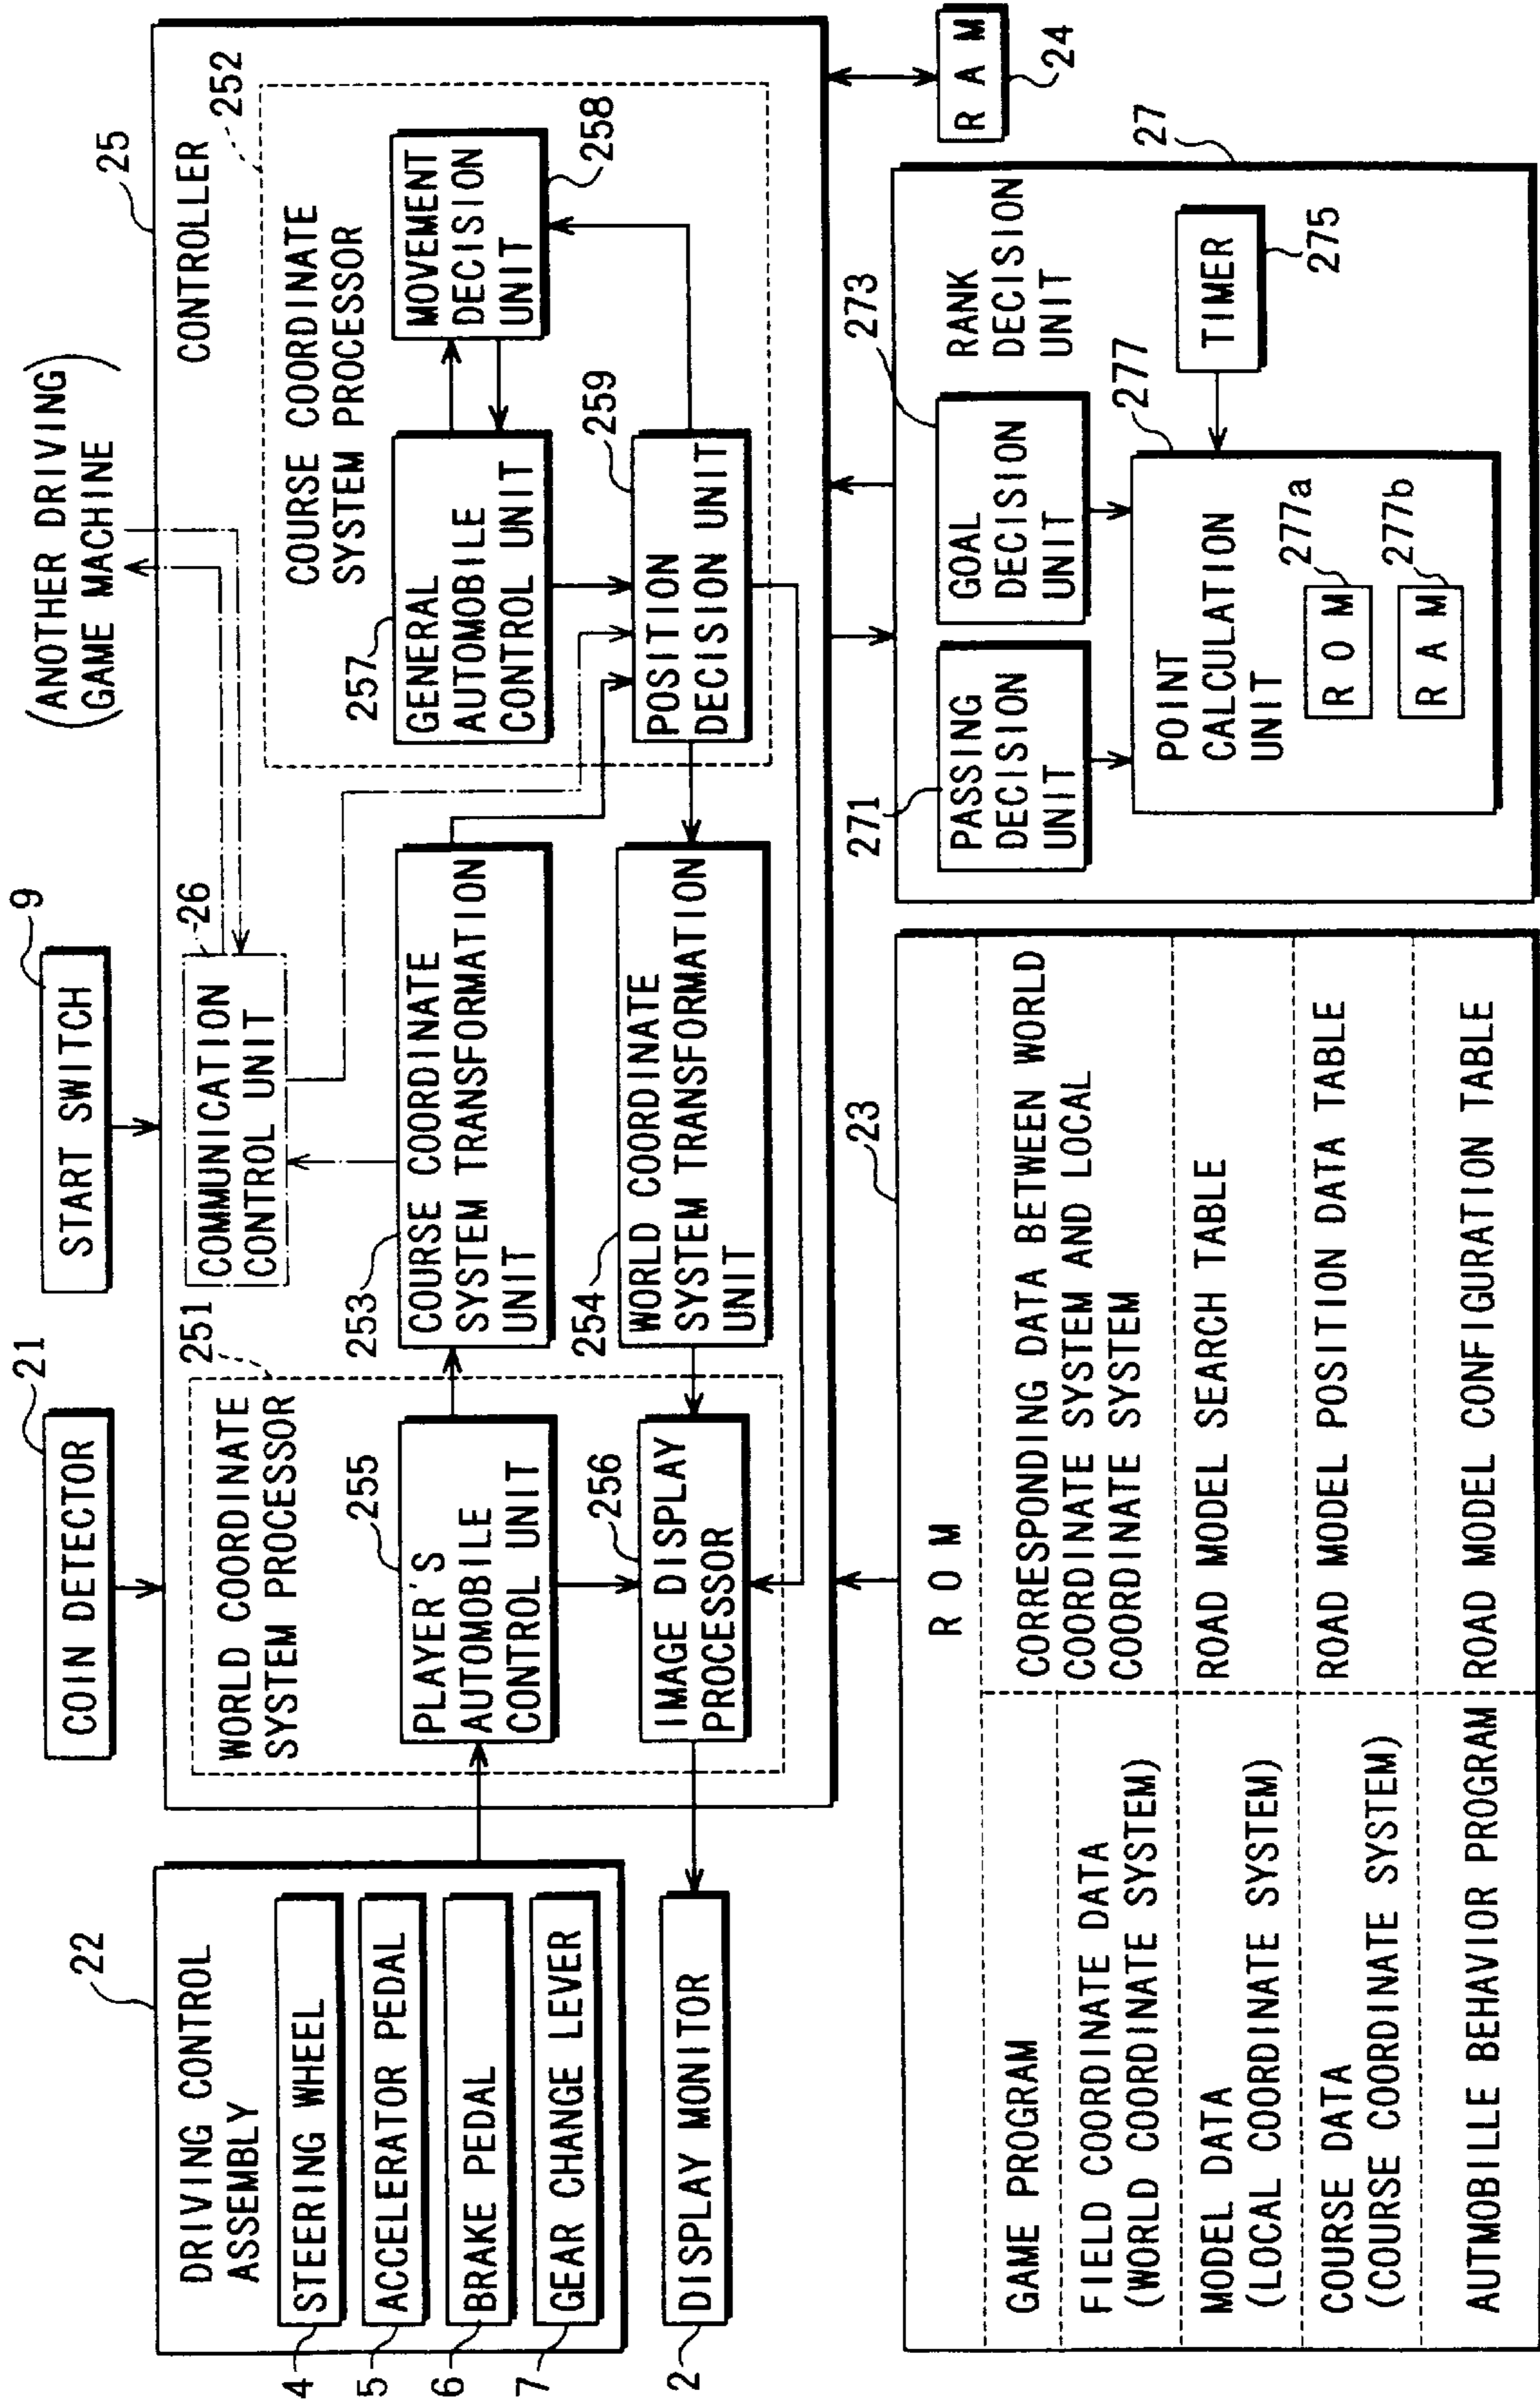 21
COIN DETECTOR
9
START SWITCH
(ANOTHER DRIVING
GAME MACHINE)
22
DRIVING CONTROL
ASSEMBLY
4
STEERING WHEEL
5
ACCELERATOR PEDAL
6
BRAKE PEDAL
7
GEAR CHANGE LEVER
2
DISPLAY MONITOR
25
CONTROLLER
251
WORLD COORDINATE
SYSTEM PROCESSOR
255
PLAYER'S
AUTOMOBILE
CONTROL UNIT
256
IMAGE DISPLAY
PROCESSOR
26
COMMUNICATION
CONTROL UNIT
253
COURSE COORDINATE
SYSTEM TRANSFORMATION
UNIT
254
WORLD COORDINATE
SYSTEM TRANSFORMATION
UNIT
252
COURSE COORDINATE
SYSTEM PROCESSOR
257
GENERAL
AUTOMOBILE
CONTROL UNIT
258
MOVEMENT
DECISION
UNIT
259
POSITION
DECISION UNIT
RAM
24
23
ROM
GAME PROGRAM
FIELD COORDINATE DATA
(WORLD COORDINATE SYSTEM)
MODEL DATA
(LOCAL COORDINATE SYSTEM)
COURSE DATA
(COURSE COORDINATE SYSTEM)
AUTMOBILLE BEHAVIOR PROGRAM
CORRESPONDING DATA BETWEEN WORLD
COORDINATE SYSTEM AND LOCAL
COORDINATE SYSTEM
ROAD MODEL SEARCH TABLE
ROAD MODEL POSITION DATA TABLE
ROAD MODEL CONFIGURATION TABLE
27
RANK
DECISION
UNIT
271
PASSING
DECISION
UNIT
273
GOAL
DECISION
UNIT
275
TIMER
277
POINT
CALCULATION
UNIT
277a
ROM
277b
RAM